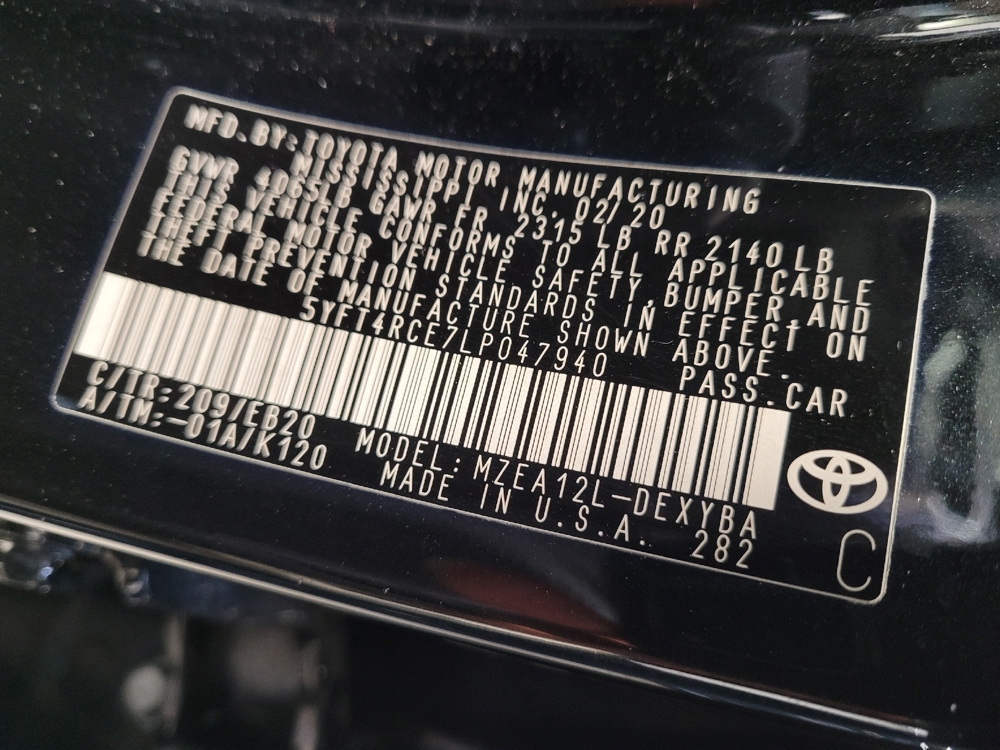 MFD.BY:TOYOTA MOTOR MANUFACTURING
MISSISSIPPI INC. 02/20
GVWR 4065LB GAWR FR 2315 LB RR 2140 LB
THIS VEHICLE CONFORMS TO ALL APPLICABLE
FEDERAL MOTOR VEHICLE SAFETY,BUMPER,AND
THEFT PREVENTION STANDARDS IN EFFECT ON
THE DATE OF MANUFACTURE SHOWN ABOVE.
5YFT4RCE7LP047940 PASS.CAR
C/TR:209/EB20 MODEL:MZEA12L-DEXYBA
A/TM:-01A/K120 MADE IN U.S.A. 282
C